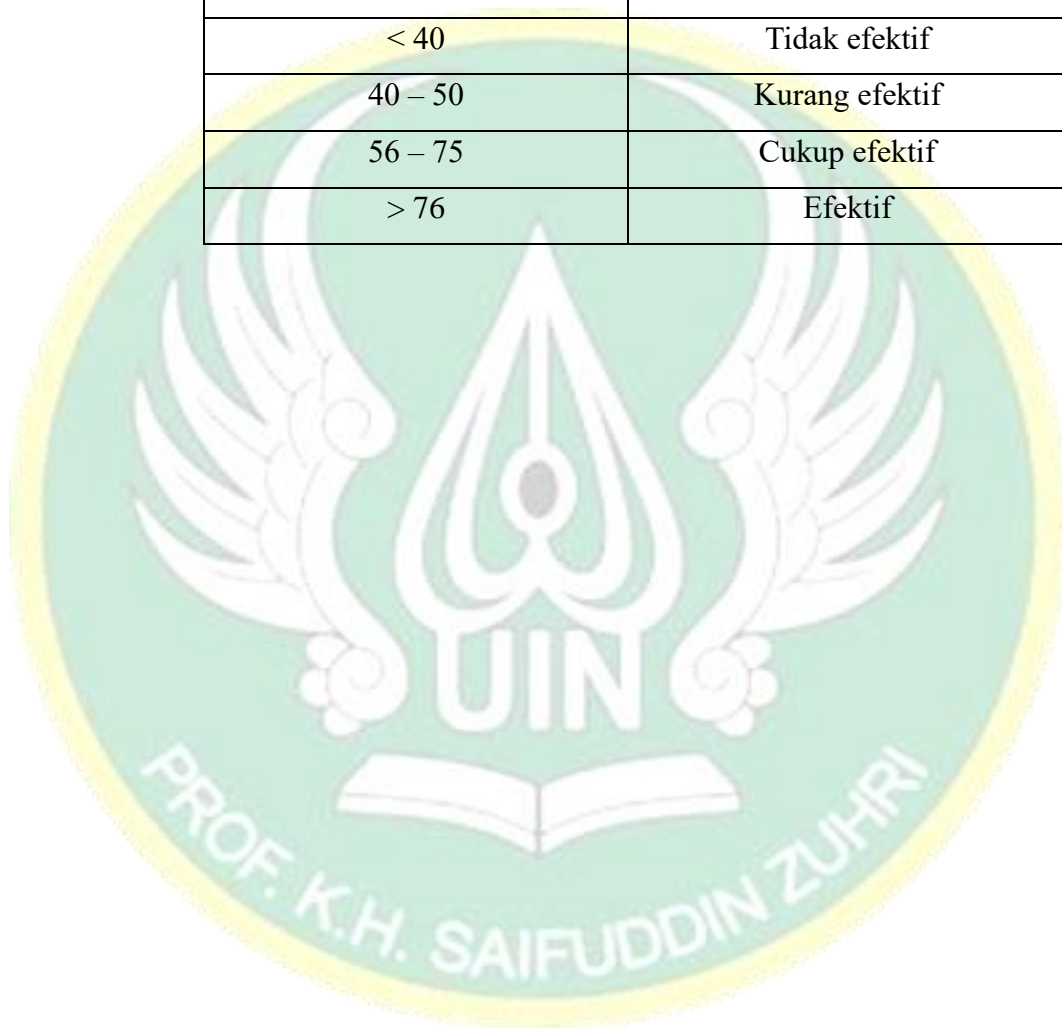 < 40 Tidak efektif
40 – 50 Kurang efektif
56 – 75 Cukup efektif
> 76 Efektif
UIN
PROF. K.H. SAIFUDDIN ZUHRI